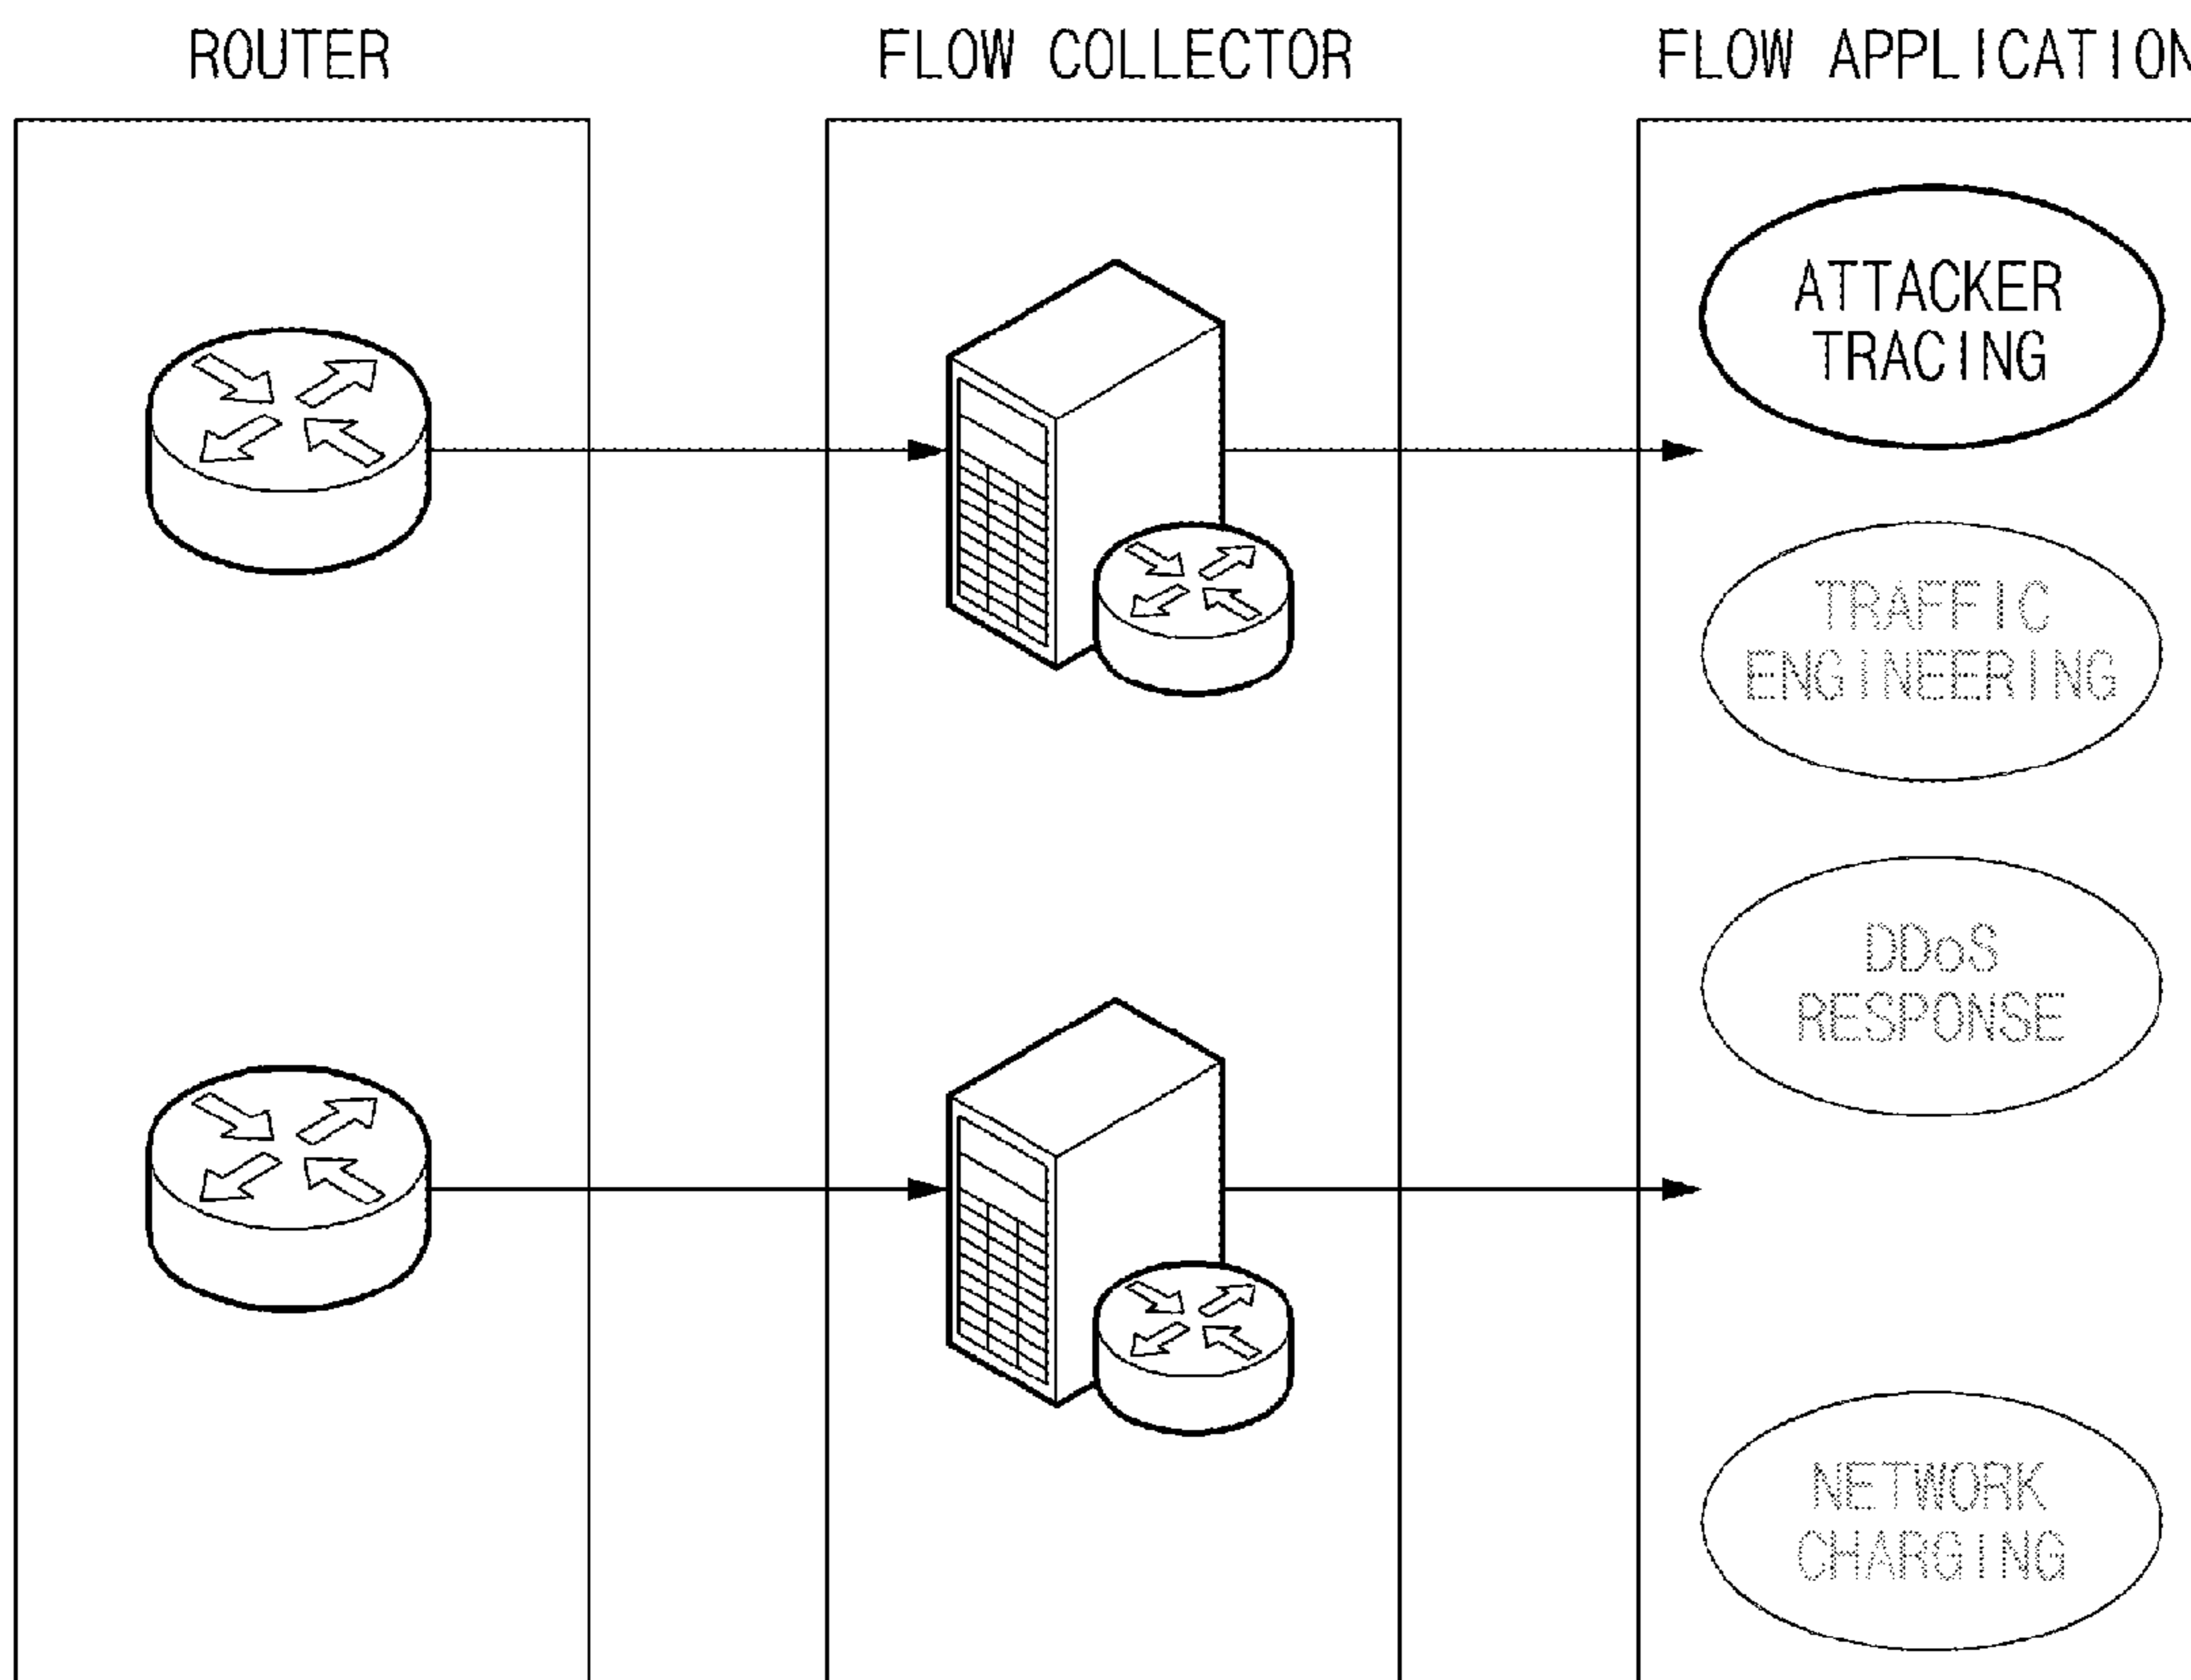 ROUTER
FLOW COLLECTOR
FLOW APPLICATION
ATTACKER
TRACING
TRAFFIC
ENGINEERING
DDoS
RESPONSE
NETWORK
CHARGING